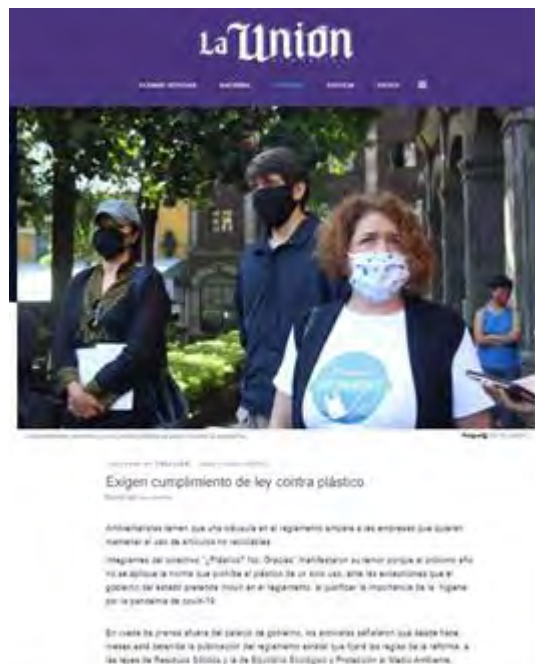 La Unión
Exigen cumplimiento de ley contra plástico
Ambientalistas temen que una cláusula en el reglamento ampare a las empresas que quieren
mantener el uso de artículos no reciclables
Integrantes del colectivo "¿Plástico? No, Gracias" manifestaron su temor porque el próximo año
no se aplique la norma que prohíbe el plástico de un solo uso, ante las excepciones que el
gobierno del estado pretende incluir en el reglamento, al justificar la importancia de la higiene
por la pandemia de covid-19.
En rueda de prensa afuera del palacio de gobierno, los activistas señalaron que desde hace
meses está detenida la publicación del reglamento estatal que fijará las reglas de la reforma a
las leyes de Residuos Sólidos y la de Equilibrio Ecológico y Protección al Medio Ambiente,